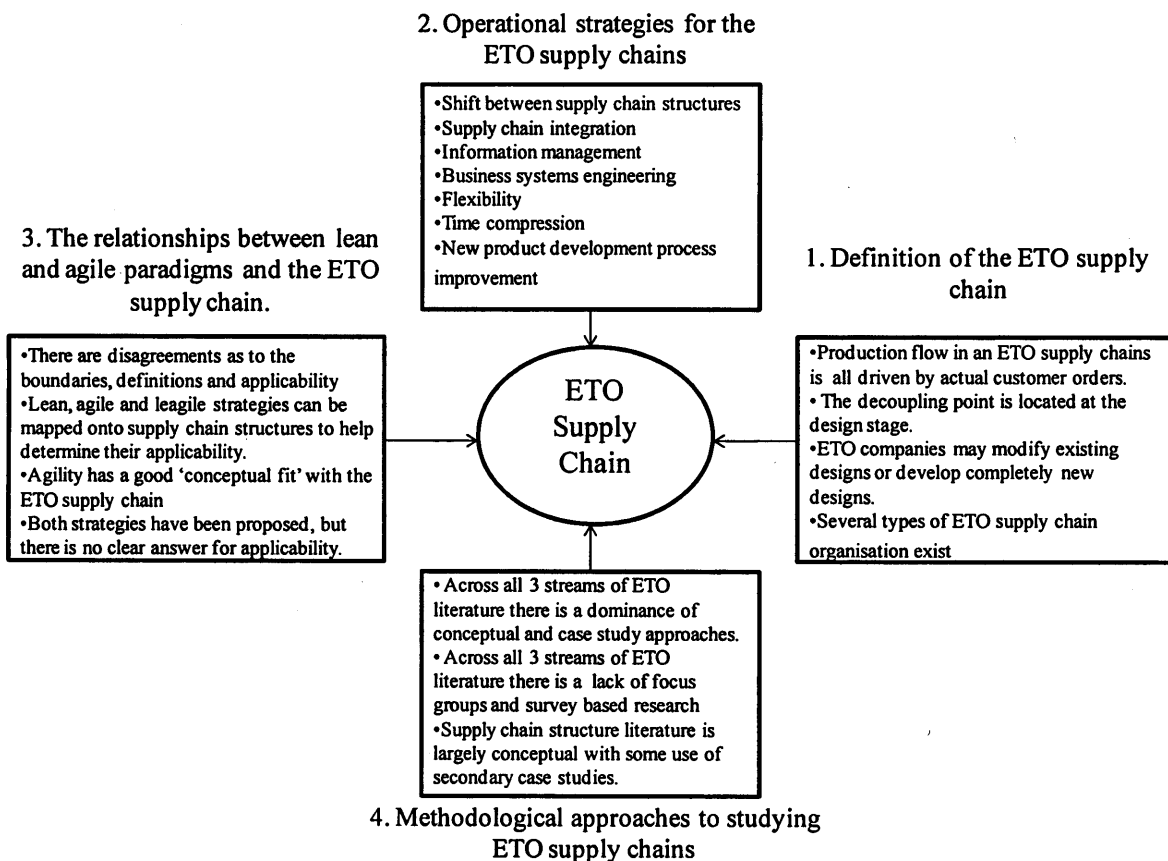 2. Operational strategies for the
ETO supply chains
•Shift between supply chain structures
•Supply chain integration
•Information management
•Business systems engineering
•Flexibility
•Time compression
•New product development process
improvement
3. The relationships between lean
and agile paradigms and the ETO
supply chain.
•There are disagreements as to the
boundaries, definitions and applicability
•Lean, agile and leagile strategies can be
mapped onto supply chain structures to help
determine their applicability.
•Agility has a good 'conceptual fit' with the
ETO supply chain
•Both strategies have been proposed, but
there is no clear answer for applicability.
ETO
Supply
Chain
1. Definition of the ETO supply
chain
•Production flow in an ETO supply chains
is all driven by actual customer orders.
• The decoupling point is located at the
design stage.
•ETO companies may modify existing
designs or develop completely new
designs.
•Several types of ETO supply chain
organisation exist
• Across all 3 streams of ETO
literature there is a dominance of
conceptual and case study approaches.
• Across all 3 streams of ETO
literature there is a lack of focus
groups and survey based research
•Supply chain structure literature is
largely conceptual with some use of
secondary case studies.
4. Methodological approaches to studying
ETO supply chains